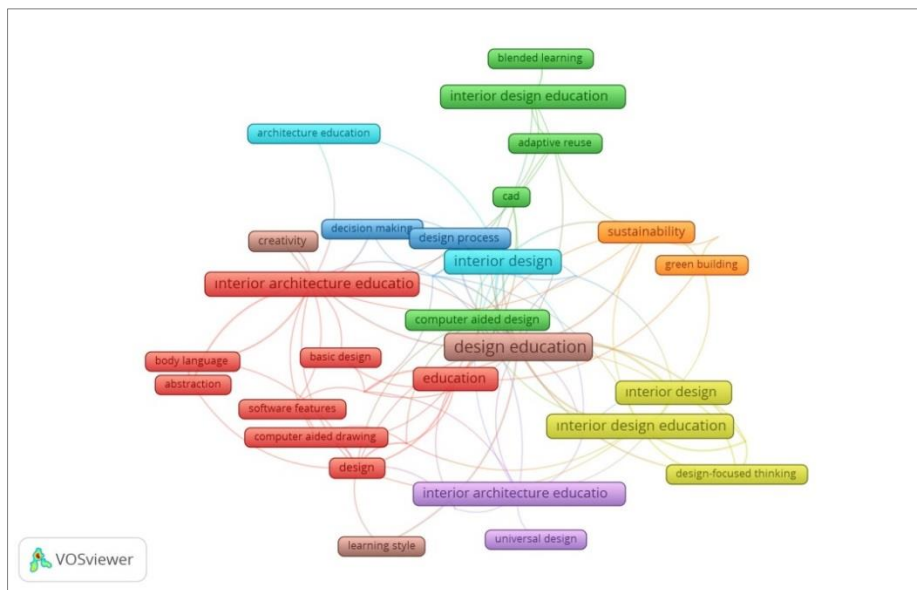 blended learning
interior design education
architecture education
adaptive reuse
cad
decision making
creativity
design process
sustainability
interior design
green building
ınterior architecture educatio
computer aided design
design education
body language
basic design
abstraction
education
ınterior design
software features
ınterior design education
computer aided drawing
design
design-focused thinking
interior architecture educatio
universal design
learning style
VOSviewer